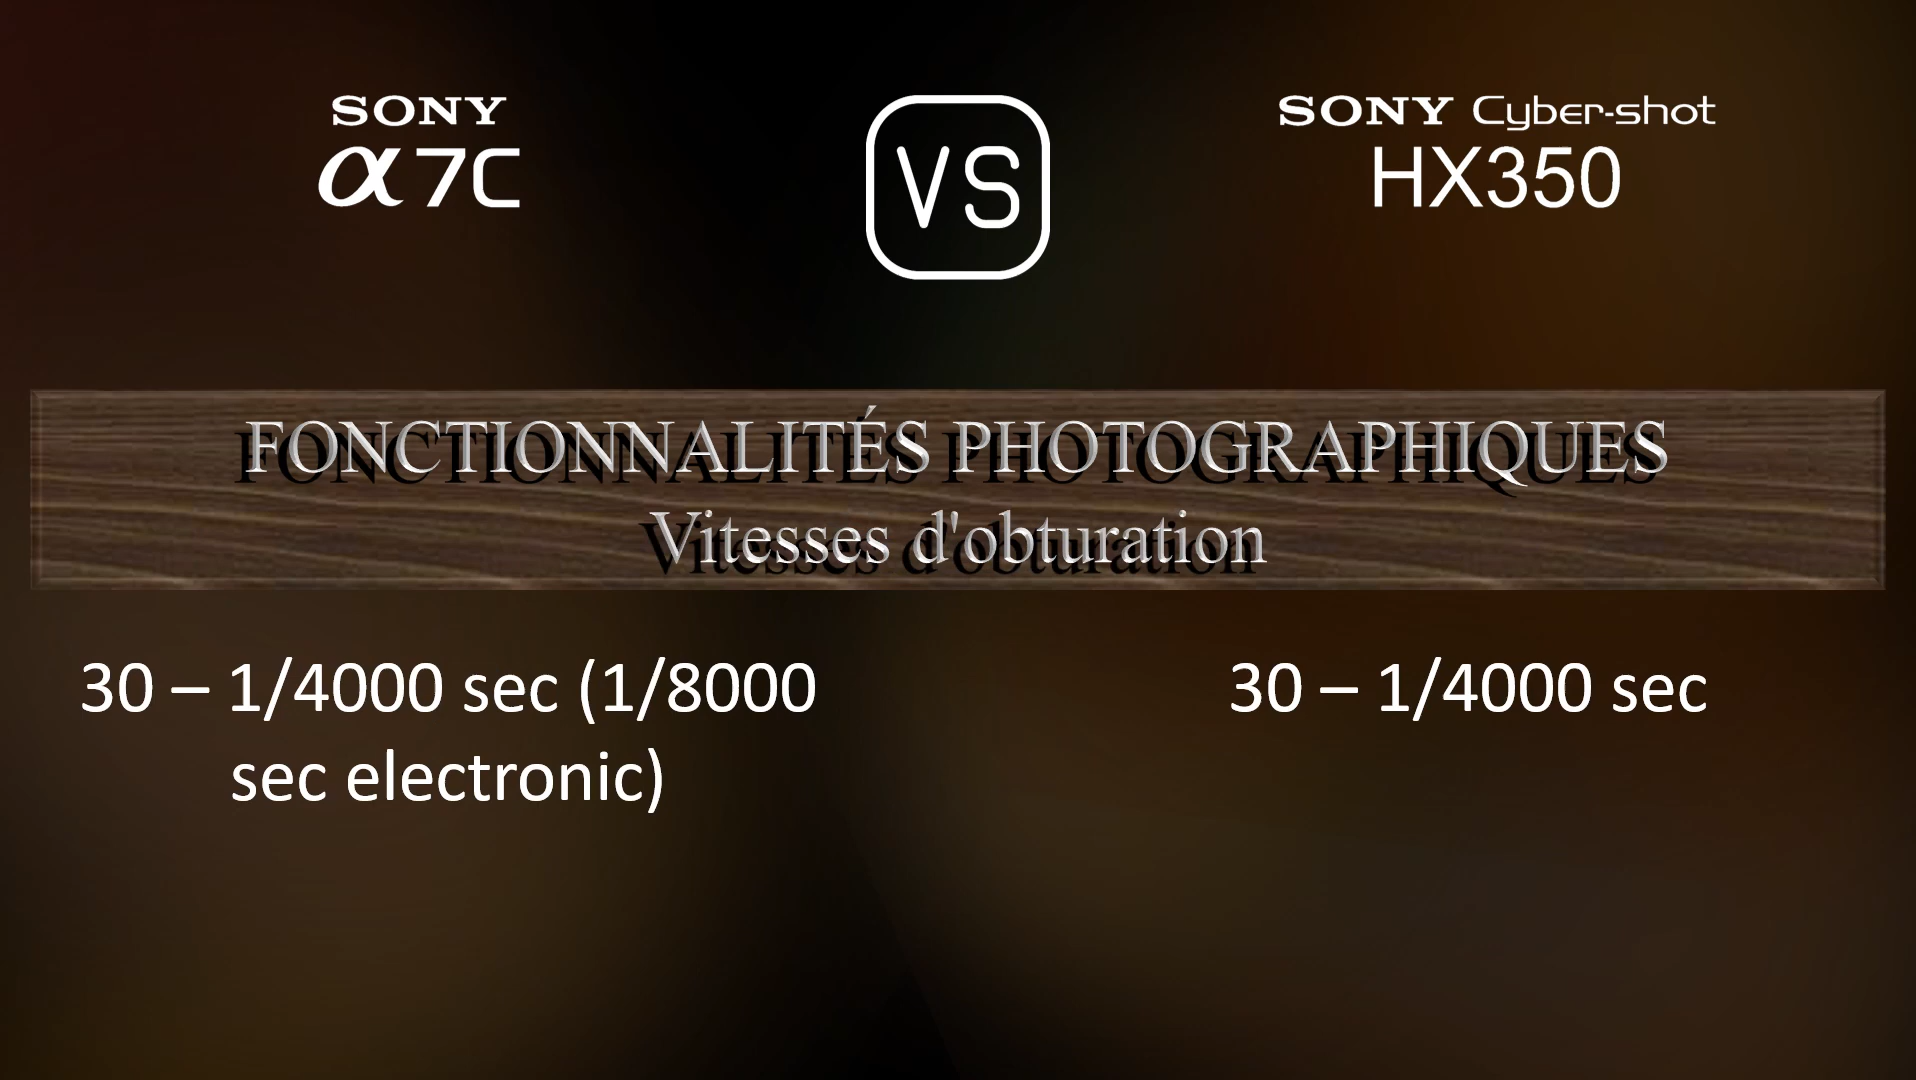 SONY
α7C
VS
SONY Cyber-shot
HX350
FONCTIONNALITÉS PHOTOGRAPHIQUES
Vitesses d'obturation
30 – 1/4000 sec (1/8000
sec electronic)
30 – 1/4000 sec